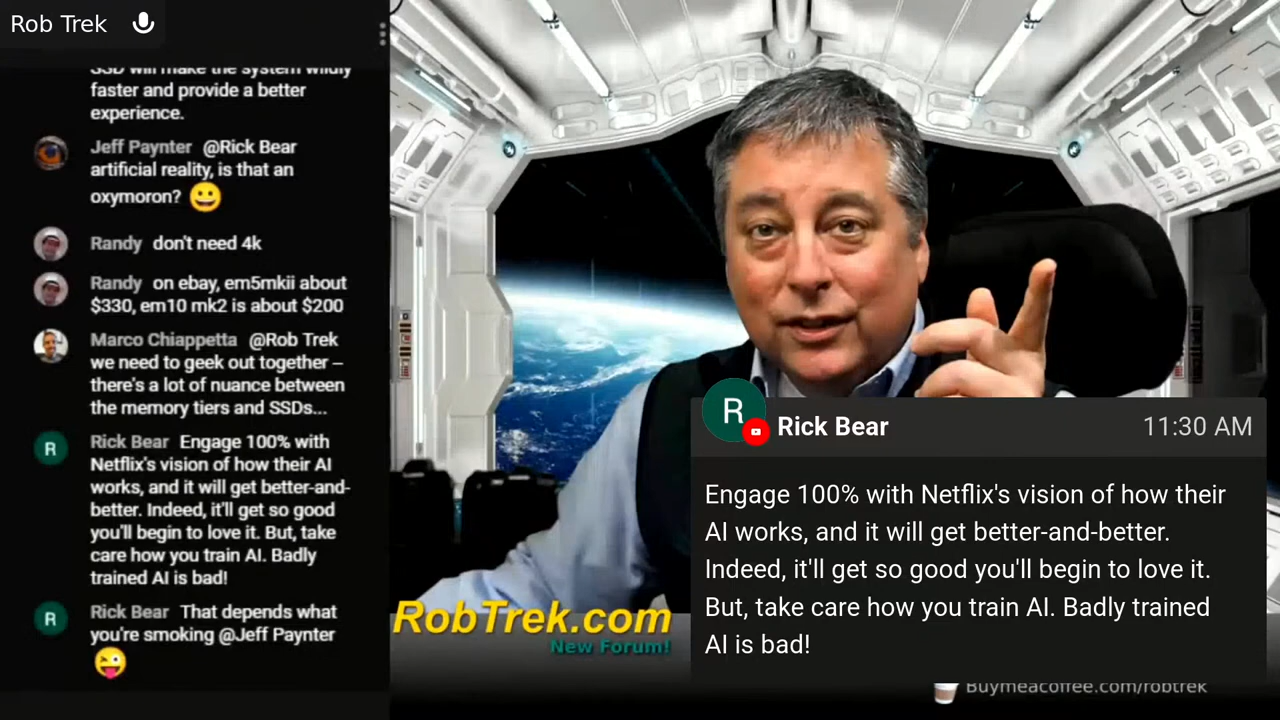 Rob Trek
SSD will make the system wildly
faster and provide a better
experience.
Jeff Paynter @Rick Bear
artificial reality, is that an
oxymoron? 😀
Randy don't need 4k
Randy on ebay, em5mkii about
$330, em10 mk2 is about $200
Marco Chiappetta @Rob Trek
we need to geek out together –
there's a lot of nuance between
the memory tiers and SSDs...
R
Rick Bear Engage 100% with
Netflix's vision of how their AI
works, and it will get better-and-
better. Indeed, it'll get so good
you'll begin to love it. But, take
care how you train AI. Badly
trained AI is bad!
R
Rick Bear That depends what
you're smoking @Jeff Paynter
😜
RobTrek.com
New Forum!
R
Rick Bear
11:30 AM
Engage 100% with Netflix's vision of how their
AI works, and it will get better-and-better.
Indeed, it'll get so good you'll begin to love it.
But, take care how you train AI. Badly trained
AI is bad!
Buymeacoffee.com/robtrek